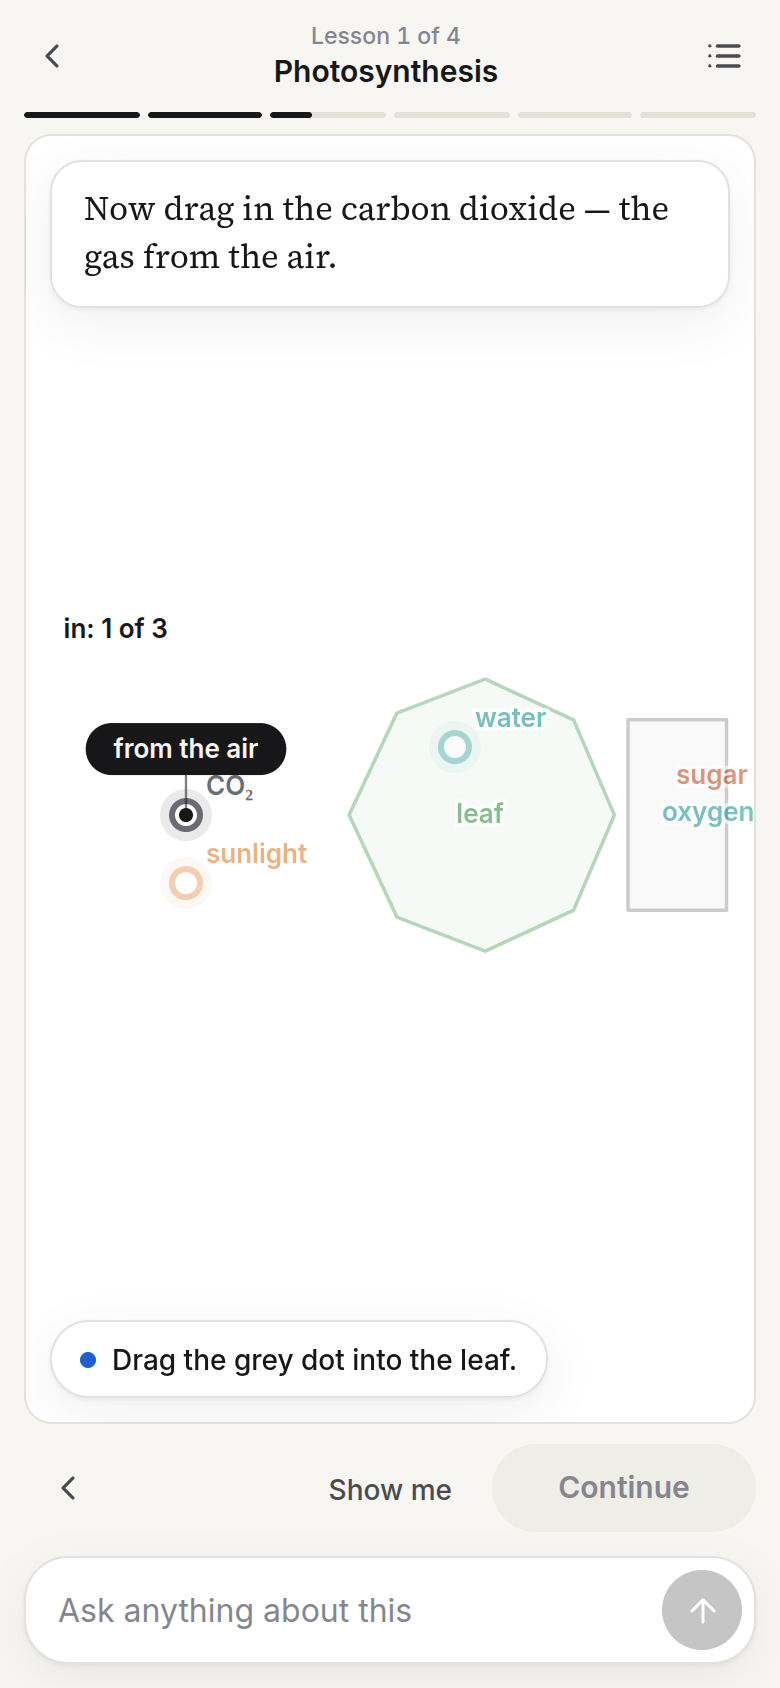 Lesson 1 of 4
Photosynthesis
Now drag in the carbon dioxide — the
gas from the air.
in: 1 of 3
water
from the air
sugar
CO₂
oxygen
leaf
sunlight
Drag the grey dot into the leaf.
Show me
Continue
Ask anything about this